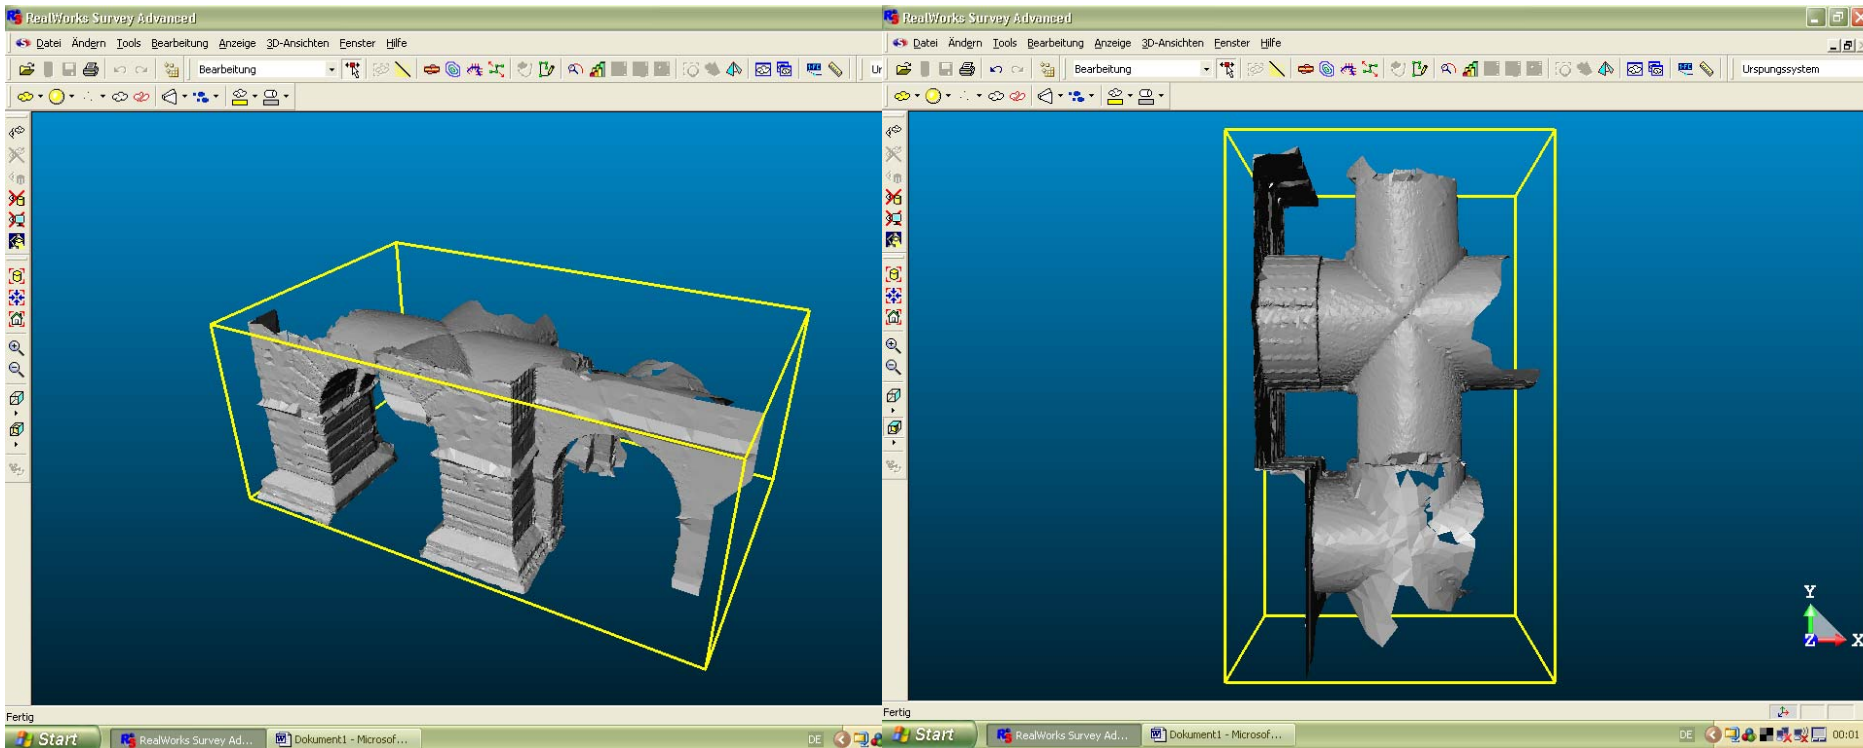 RealWorks Survey Advanced
Datei Ändern Tools Bearbeitung Anzeige 3D-Ansichten Fenster Hilfe
Bearbeitung
Ur
Fertig
Start RealWorks Survey Ad... Dokument1 - Microsof... DE
RealWorks Survey Advanced
Datei Ändern Tools Bearbeitung Anzeige 3D-Ansichten Fenster Hilfe
Bearbeitung Urspungssystem
Y
Z X
Fertig
Start RealWorks Survey Ad... Dokument1 - Microsof... DE 00:01